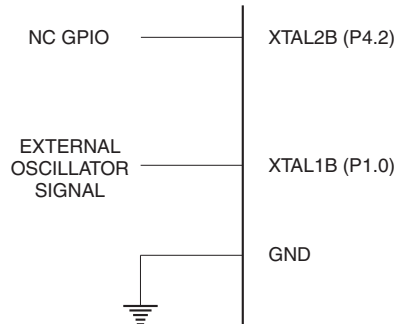 NC GPIO
XTAL2B (P4.2)
EXTERNAL
OSCILLATOR
SIGNAL
XTAL1B (P1.0)
GND